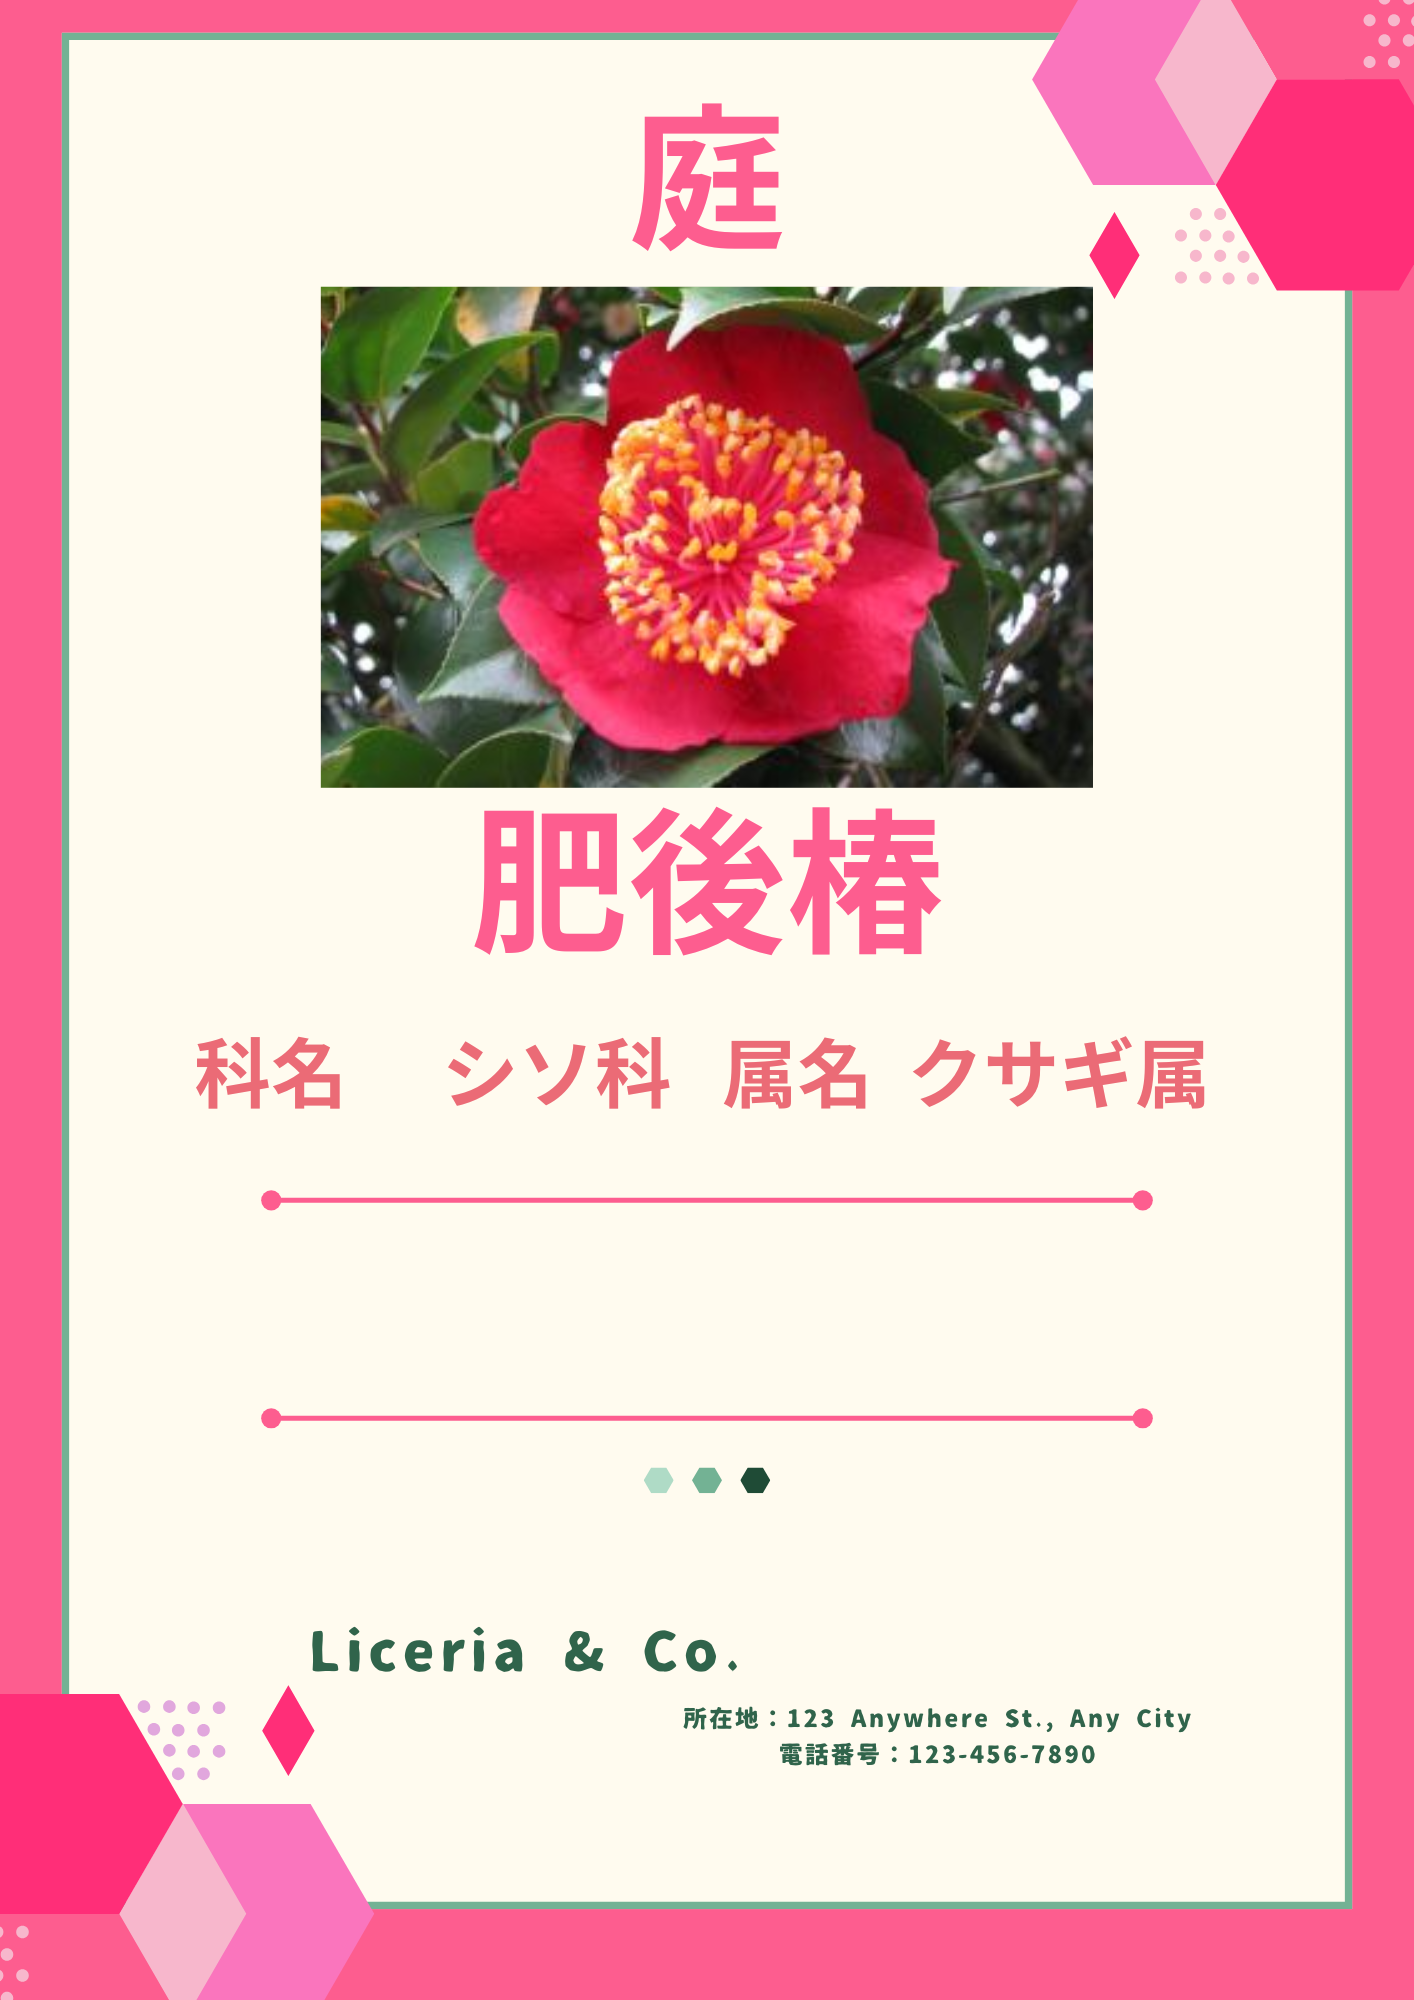 庭
肥後椿
科名 シソ科 属名 クサギ属
Liceria & Co.
所在地：123 Anywhere St., Any City
電話番号：123-456-7890